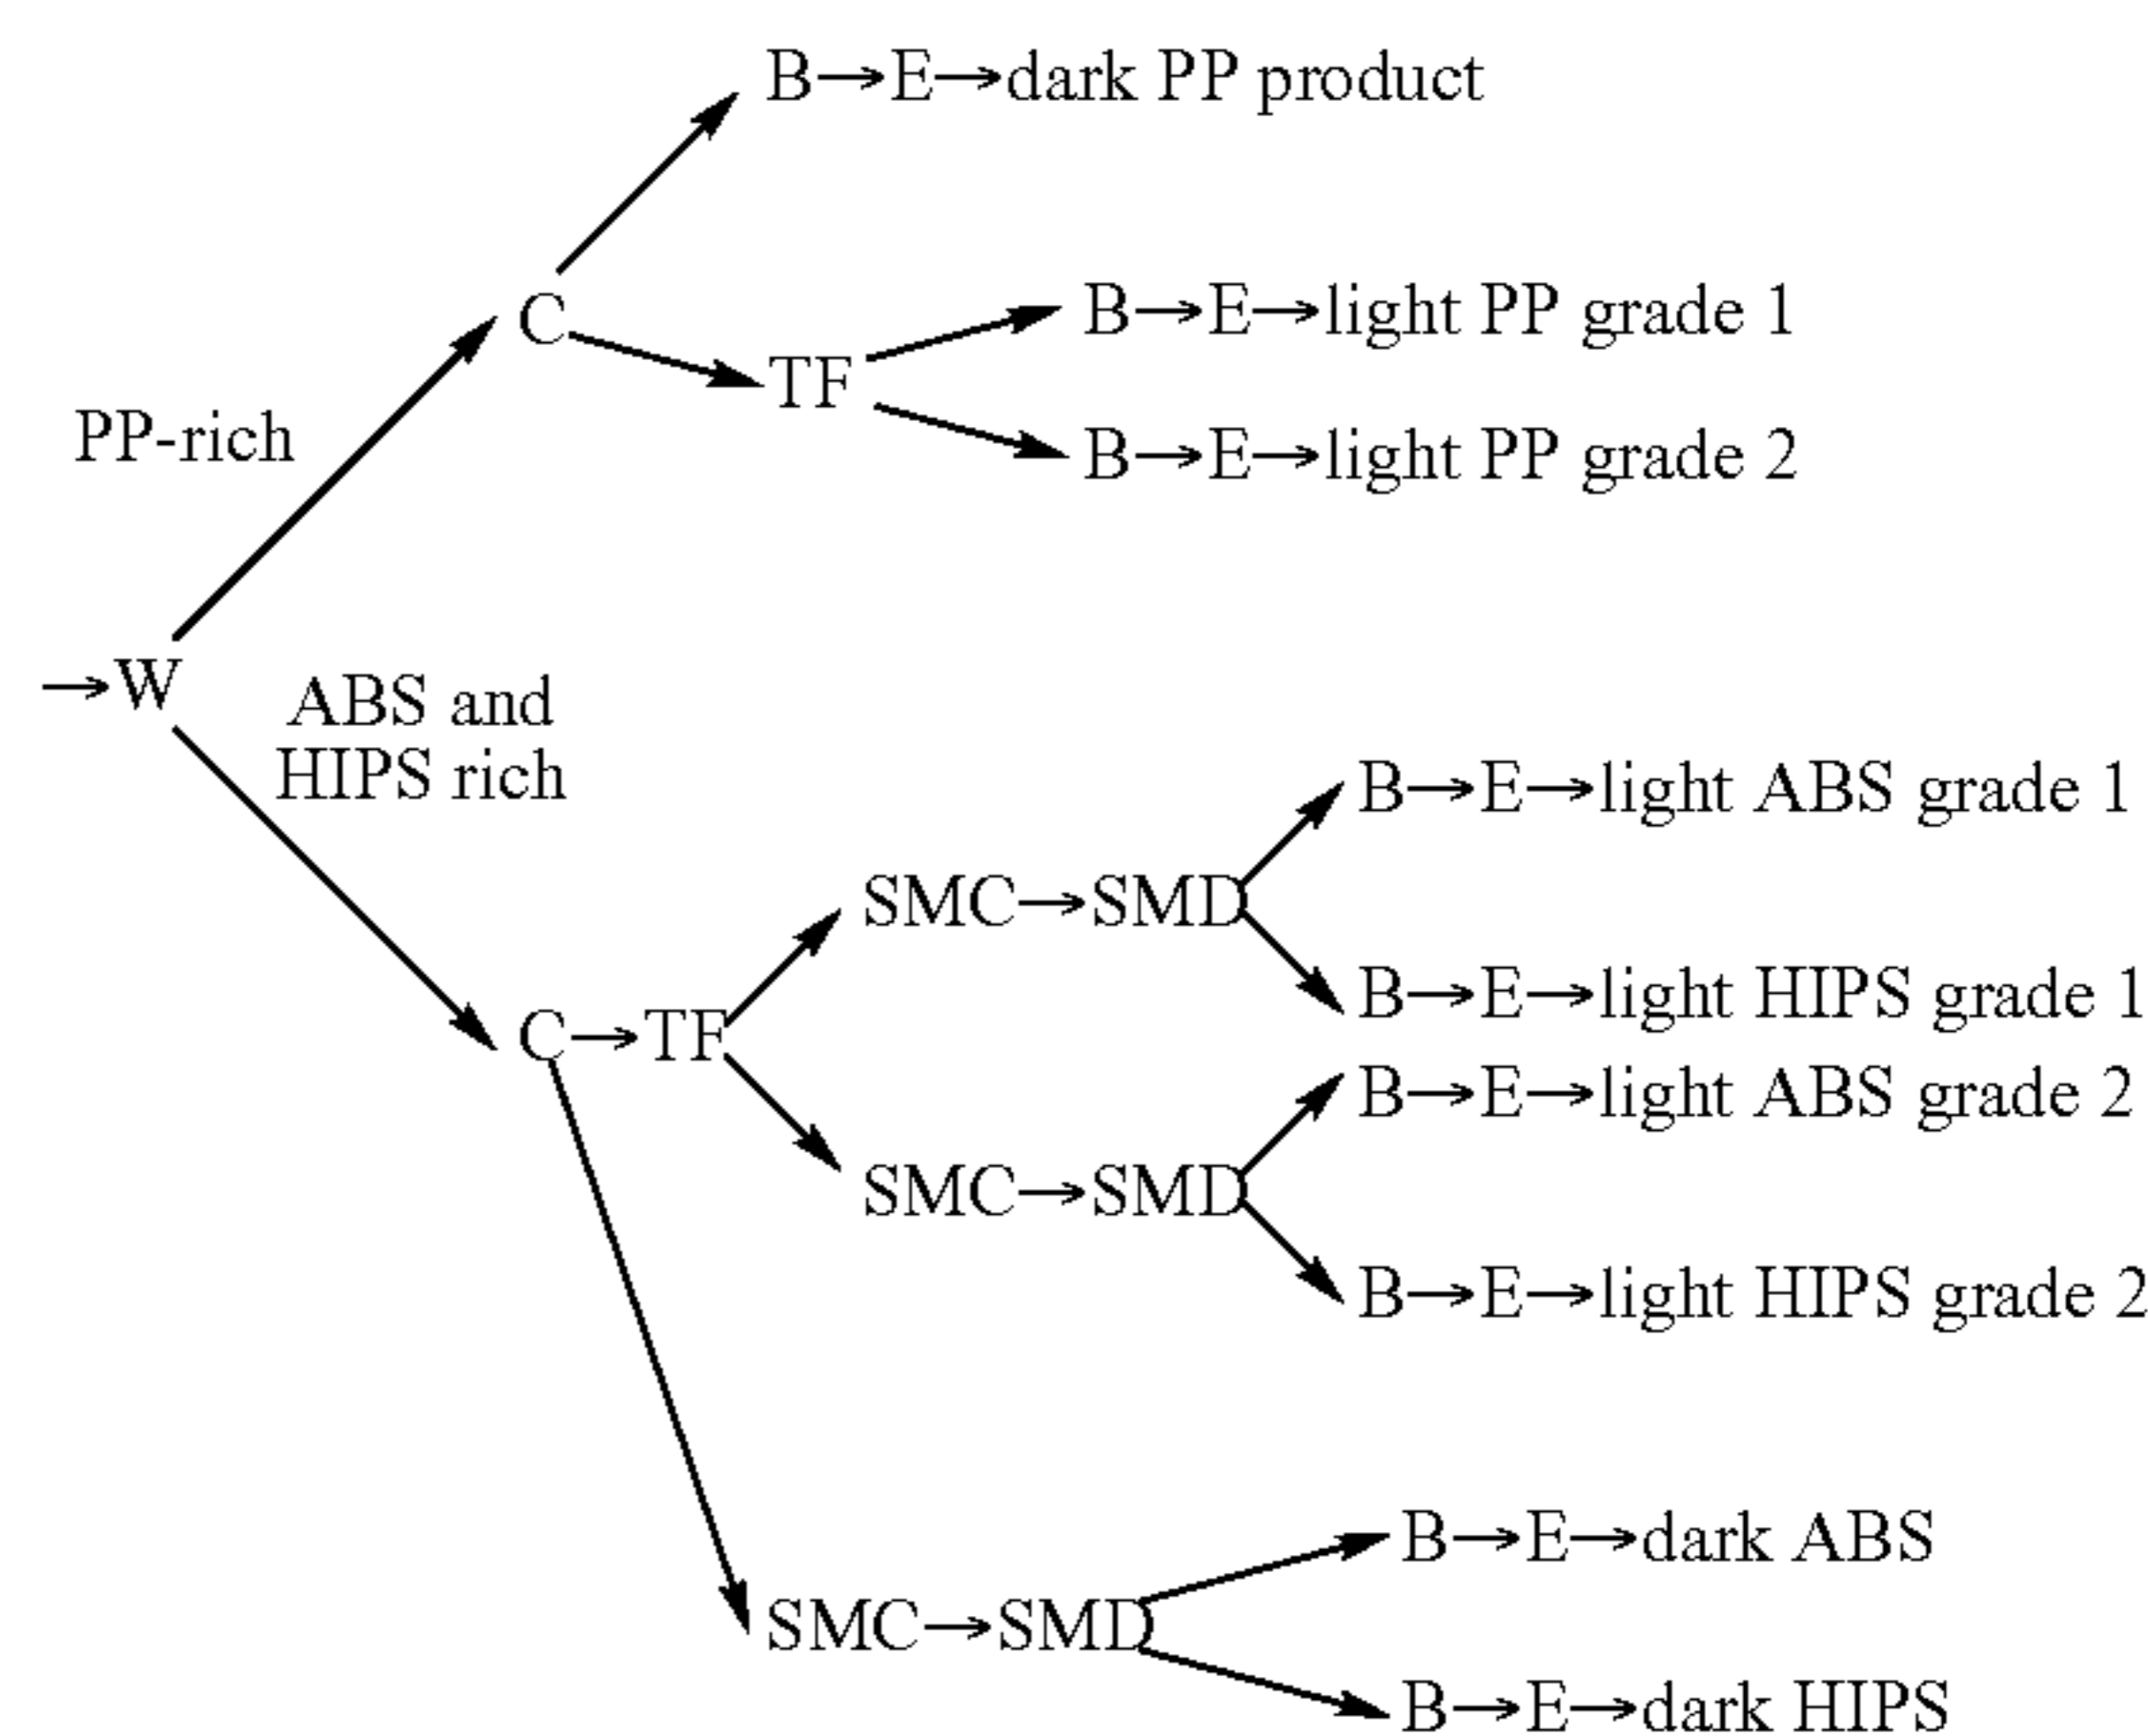 B→E→dark PP product
C
B→E→light PP grade 1
TF
PP-rich
B→E→light PP grade 2
→W
ABS and
HIPS rich
B→E→light ABS grade 1
SMC→SMD
B→E→light HIPS grade 1
C→TF
B→E→light ABS grade 2
SMC→SMD
B→E→light HIPS grade 2
B→E→dark ABS
SMC→SMD
B→E→dark HIPS